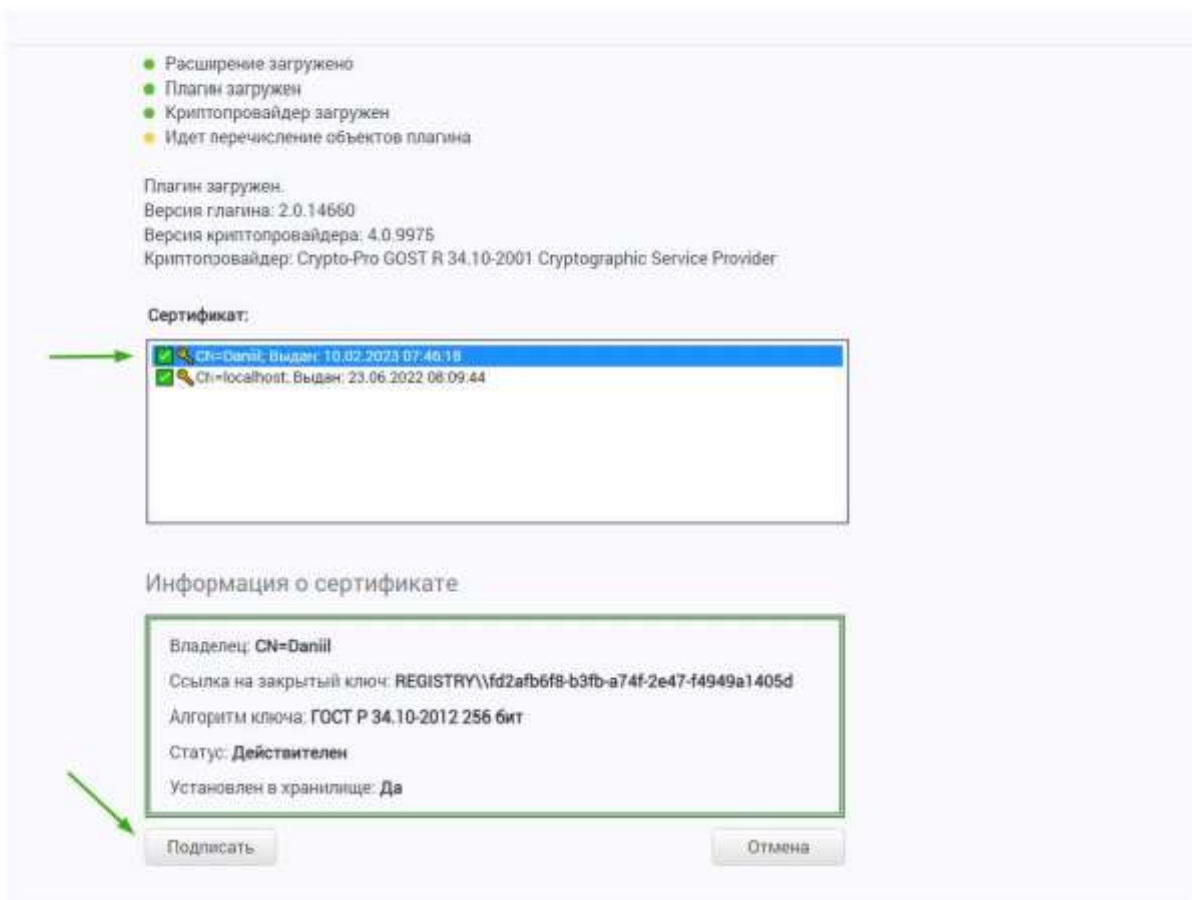 Расширение загружено
Плагин загружен
Криптопровайдер загружен
Идет перечисление объектов плагина
Плагин загружен.
Версия глагина: 2.0.14660
Версия криптопровайдера: 4.0.9975
Криптопровайдер: Crypto-Pro GOST R 34.10-2001 Cryptographic Service Provider
Сертификат:
CN=Daniil; Выдан: 10.02.2023 07:46:18
CN=localhost; Выдан: 23.06.2022 08:09:44
Информация о сертификате
Владелец: CN=Daniil
Ссылка на закрытый ключ: REGISTRY\\fd2afb6f8-b3fb-a74f-2e47-f4949a1405d
Алгоритм ключа: ГОСТ Р 34.10-2012 256 бит
Статус: Действителен
Установлен в хранилище: Да
Подписать Отмена